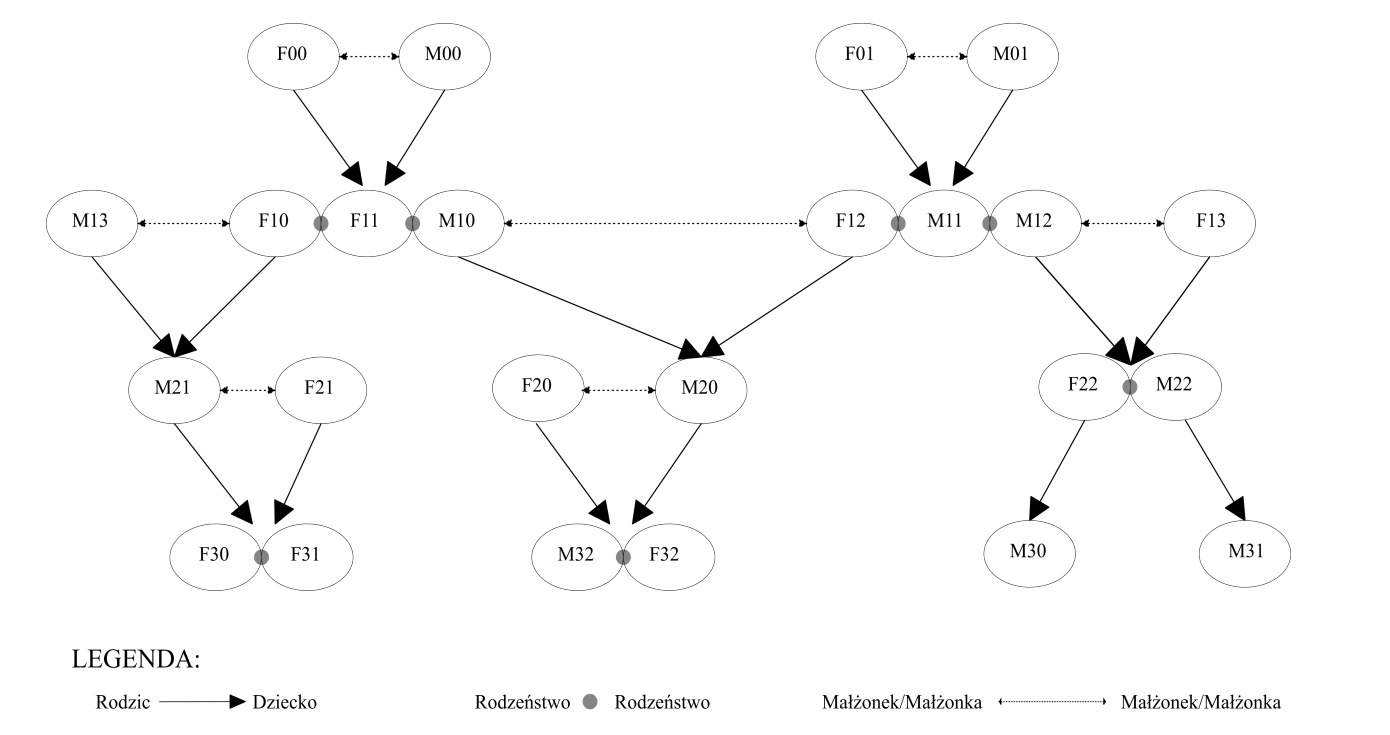 F00 M00 F01 M01
M13 F10 F11 M10 F12 M11 M12 F13
M21 F21 F20 M20 F22 M22
F30 F31 M32 F32 M30 M31
LEGENDA:
Rodzic Dziecko Rodzeństwo Rodzeństwo Małżonek/Małżonka Małżonek/Małżonka